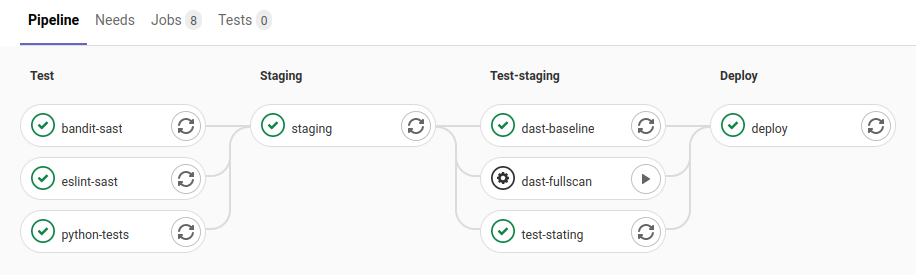 Pipeline Needs Jobs 8 Tests 0
Test Staging Test-staging Deploy
bandit-sast staging dast-baseline deploy
eslint-sast dast-fullscan
python-tests test-stating